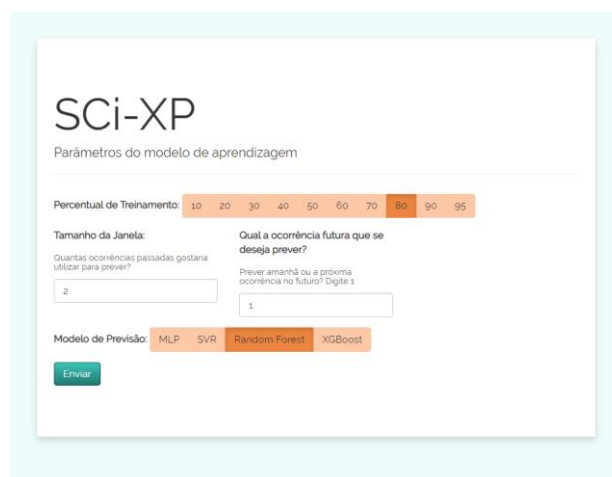 SCi-XP
Parâmetros do modelo de aprendizagem
Percentual de Treinamento: 10 20 30 40 50 60 70 80 90 95
Tamanho da Janela:
Quantas ocorrências passadas gostaria
utilizar para prever?
2
Qual a ocorrência futura que se
deseja prever?
Prever amanhã ou a próxima
ocorrência no futuro? Digite 1
1
Modelo de Previsão: MLP SVR Random Forest XGBoost
Enviar